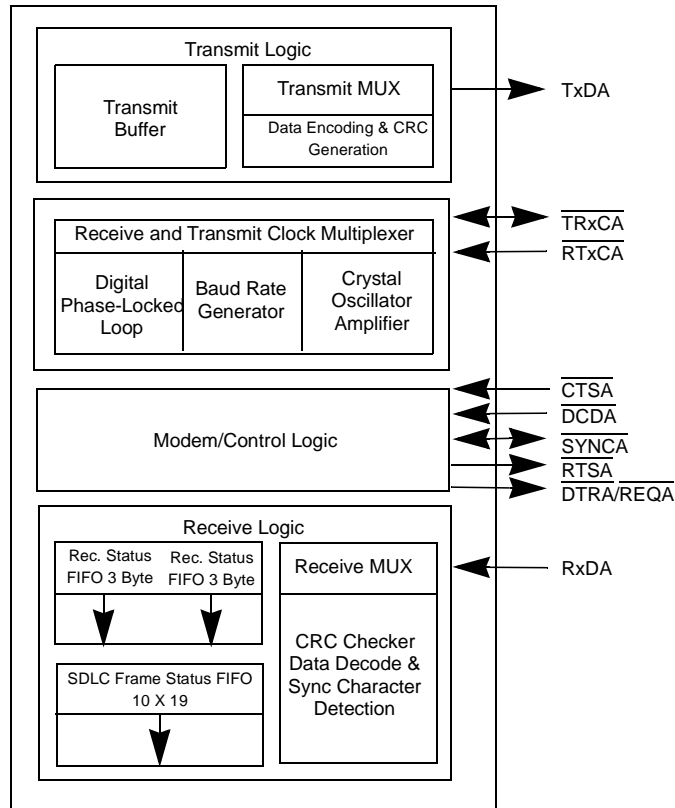 Transmit Logic
Transmit
Buffer
Transmit MUX
Data Encoding & CRC
Generation
TxDA
Receive and Transmit Clock Multiplexer
Digital
Phase-Locked
Loop
Baud Rate
Generator
Crystal
Oscillator
Amplifier
TRxCA
RTxCA
Modem/Control Logic
CTSA
DCDA
SYNCA
RTSA
DTRA/REQA
Receive Logic
Rec. Status
FIFO 3 Byte
Rec. Status
FIFO 3 Byte
SDLC Frame Status FIFO
10 X 19
Receive MUX
CRC Checker
Data Decode &
Sync Character
Detection
RxDA